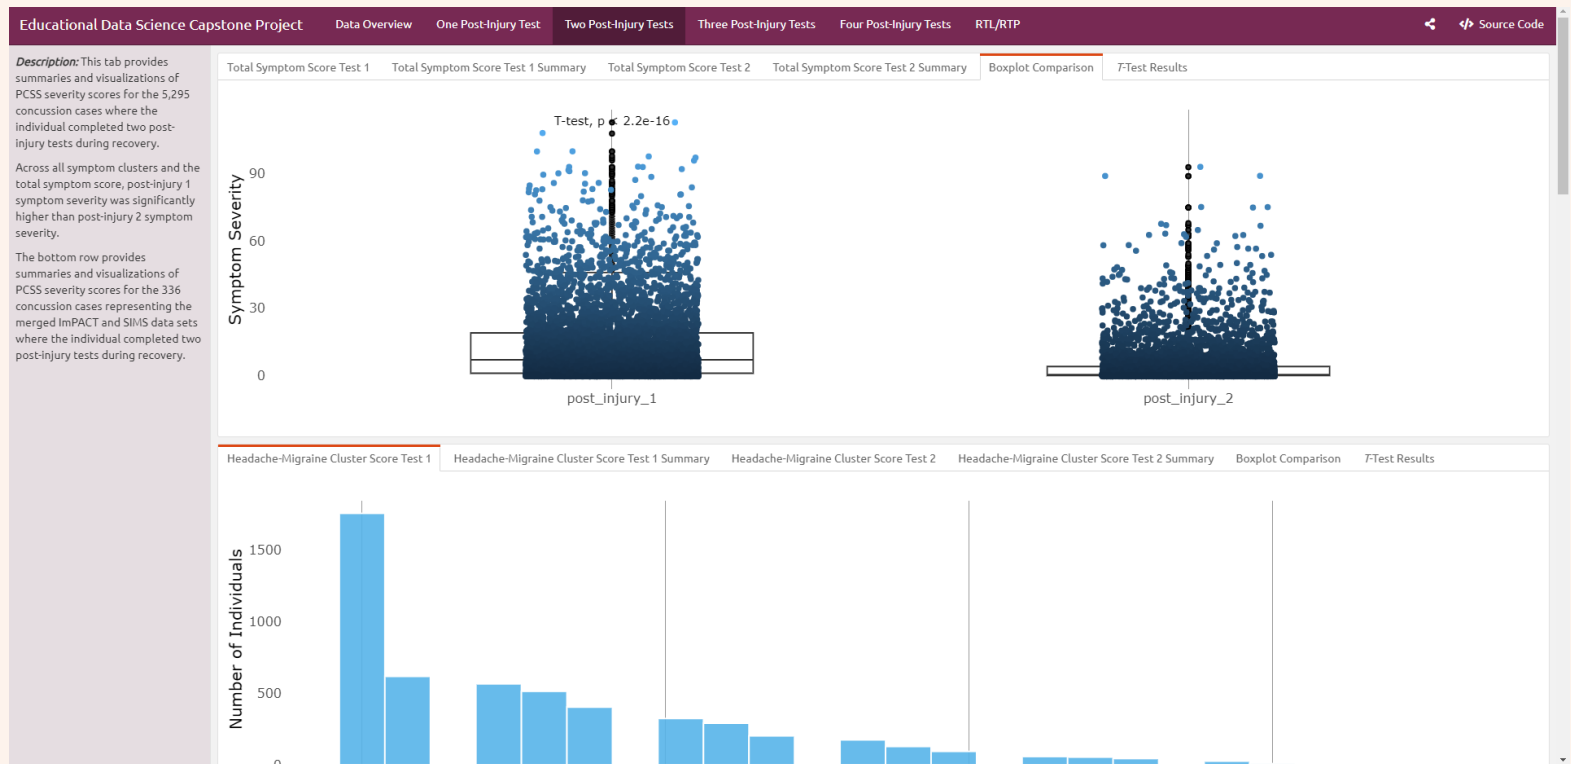 Educational Data Science Capstone Project Data Overview One Post-Injury Test Two Post-Injury Tests Three Post-Injury Tests Four Post-Injury Tests RTL/RTP Source Code
Description: This tab provides
summaries and visualizations of
PCSS severity scores for the 5,295
concussion cases where the
individual completed two post-
injury tests during recovery.
Across all symptom clusters and the
total symptom score, post-injury 1
symptom severity was significantly
higher than post-injury 2 symptom
severity.
The bottom row provides
summaries and visualizations of
PCSS severity scores for the 336
concussion cases representing the
merged ImPACT and SIMS data sets
where the individual completed two
post-injury tests during recovery.
Total Symptom Score Test 1 Total Symptom Score Test 1 Summary Total Symptom Score Test 2 Total Symptom Score Test 2 Summary Boxplot Comparison T-Test Results
T-test, p < 2.2e-16
Symptom Severity
90
60
30
0
post_injury_1 post_injury_2
Headache-Migraine Cluster Score Test 1 Headache-Migraine Cluster Score Test 1 Summary Headache-Migraine Cluster Score Test 2 Headache-Migraine Cluster Score Test 2 Summary Boxplot Comparison T-Test Results
Number of Individuals
1500
1000
500
0